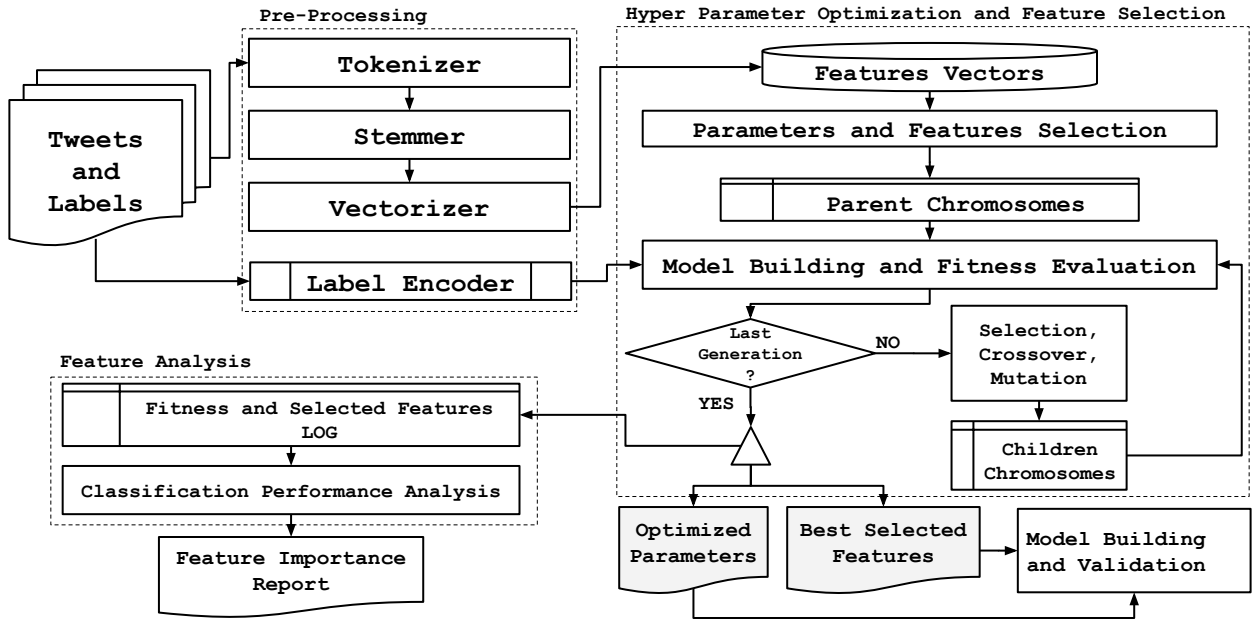 Pre-Processing
Hyper Parameter Optimization and Feature Selection
Tweets
and
Labels
Tokenizer
Stemmer
Vectorizer
Label Encoder
Features Vectors
Parameters and Features Selection
Parent Chromosomes
Model Building and Fitness Evaluation
Last
Generation
?
NO
YES
Selection,
Crossover,
Mutation
Children
Chromosomes
Feature Analysis
Fitness and Selected Features
LOG
Classification Performance Analysis
Feature Importance
Report
Optimized
Parameters
Best Selected
Features
Model Building
and Validation